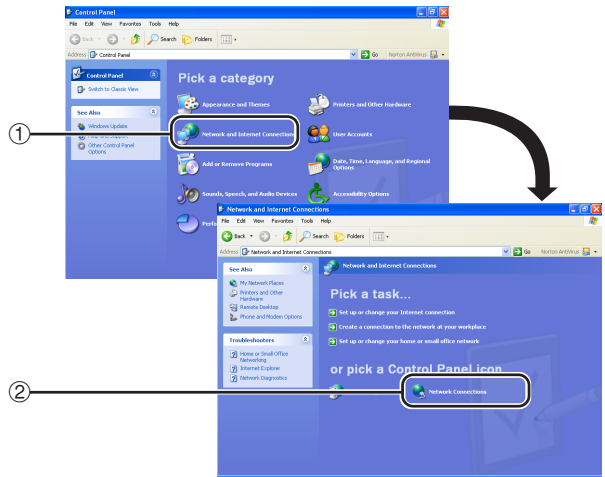 Control Panel
File Edit View Favorites Tools Help
Back Search Folders
Address Control Panel Go Norton AntiVirus
Control Panel
Switch to Classic View
See Also
Windows Update
Help and Support
Other Control Panel
Options
Pick a category
Appearance and Themes
Printers and Other Hardware
① Network and Internet Connections
User Accounts
Add or Remove Programs
Date, Time, Language, and Regional
Options
Sounds, Speech, and Audio Devices
Accessibility Options
Network and Internet Connections
File Edit View Favorites Tools Help
Back Search Folders
Address Network and Internet Connections Go Norton AntiVirus
See Also
My Network Places
Printers and Other
Hardware
Remote Desktop
Phone and Modem Options
Troubleshooters
Home or Small Office
Networking
Internet Explorer
Network Diagnostics
Network and Internet Connections
Pick a task...
Set up or change your Internet connection
Create a connection to the network at your workplace
Set up or change your home or small office network
or pick a Control Panel icon
② Network Connections